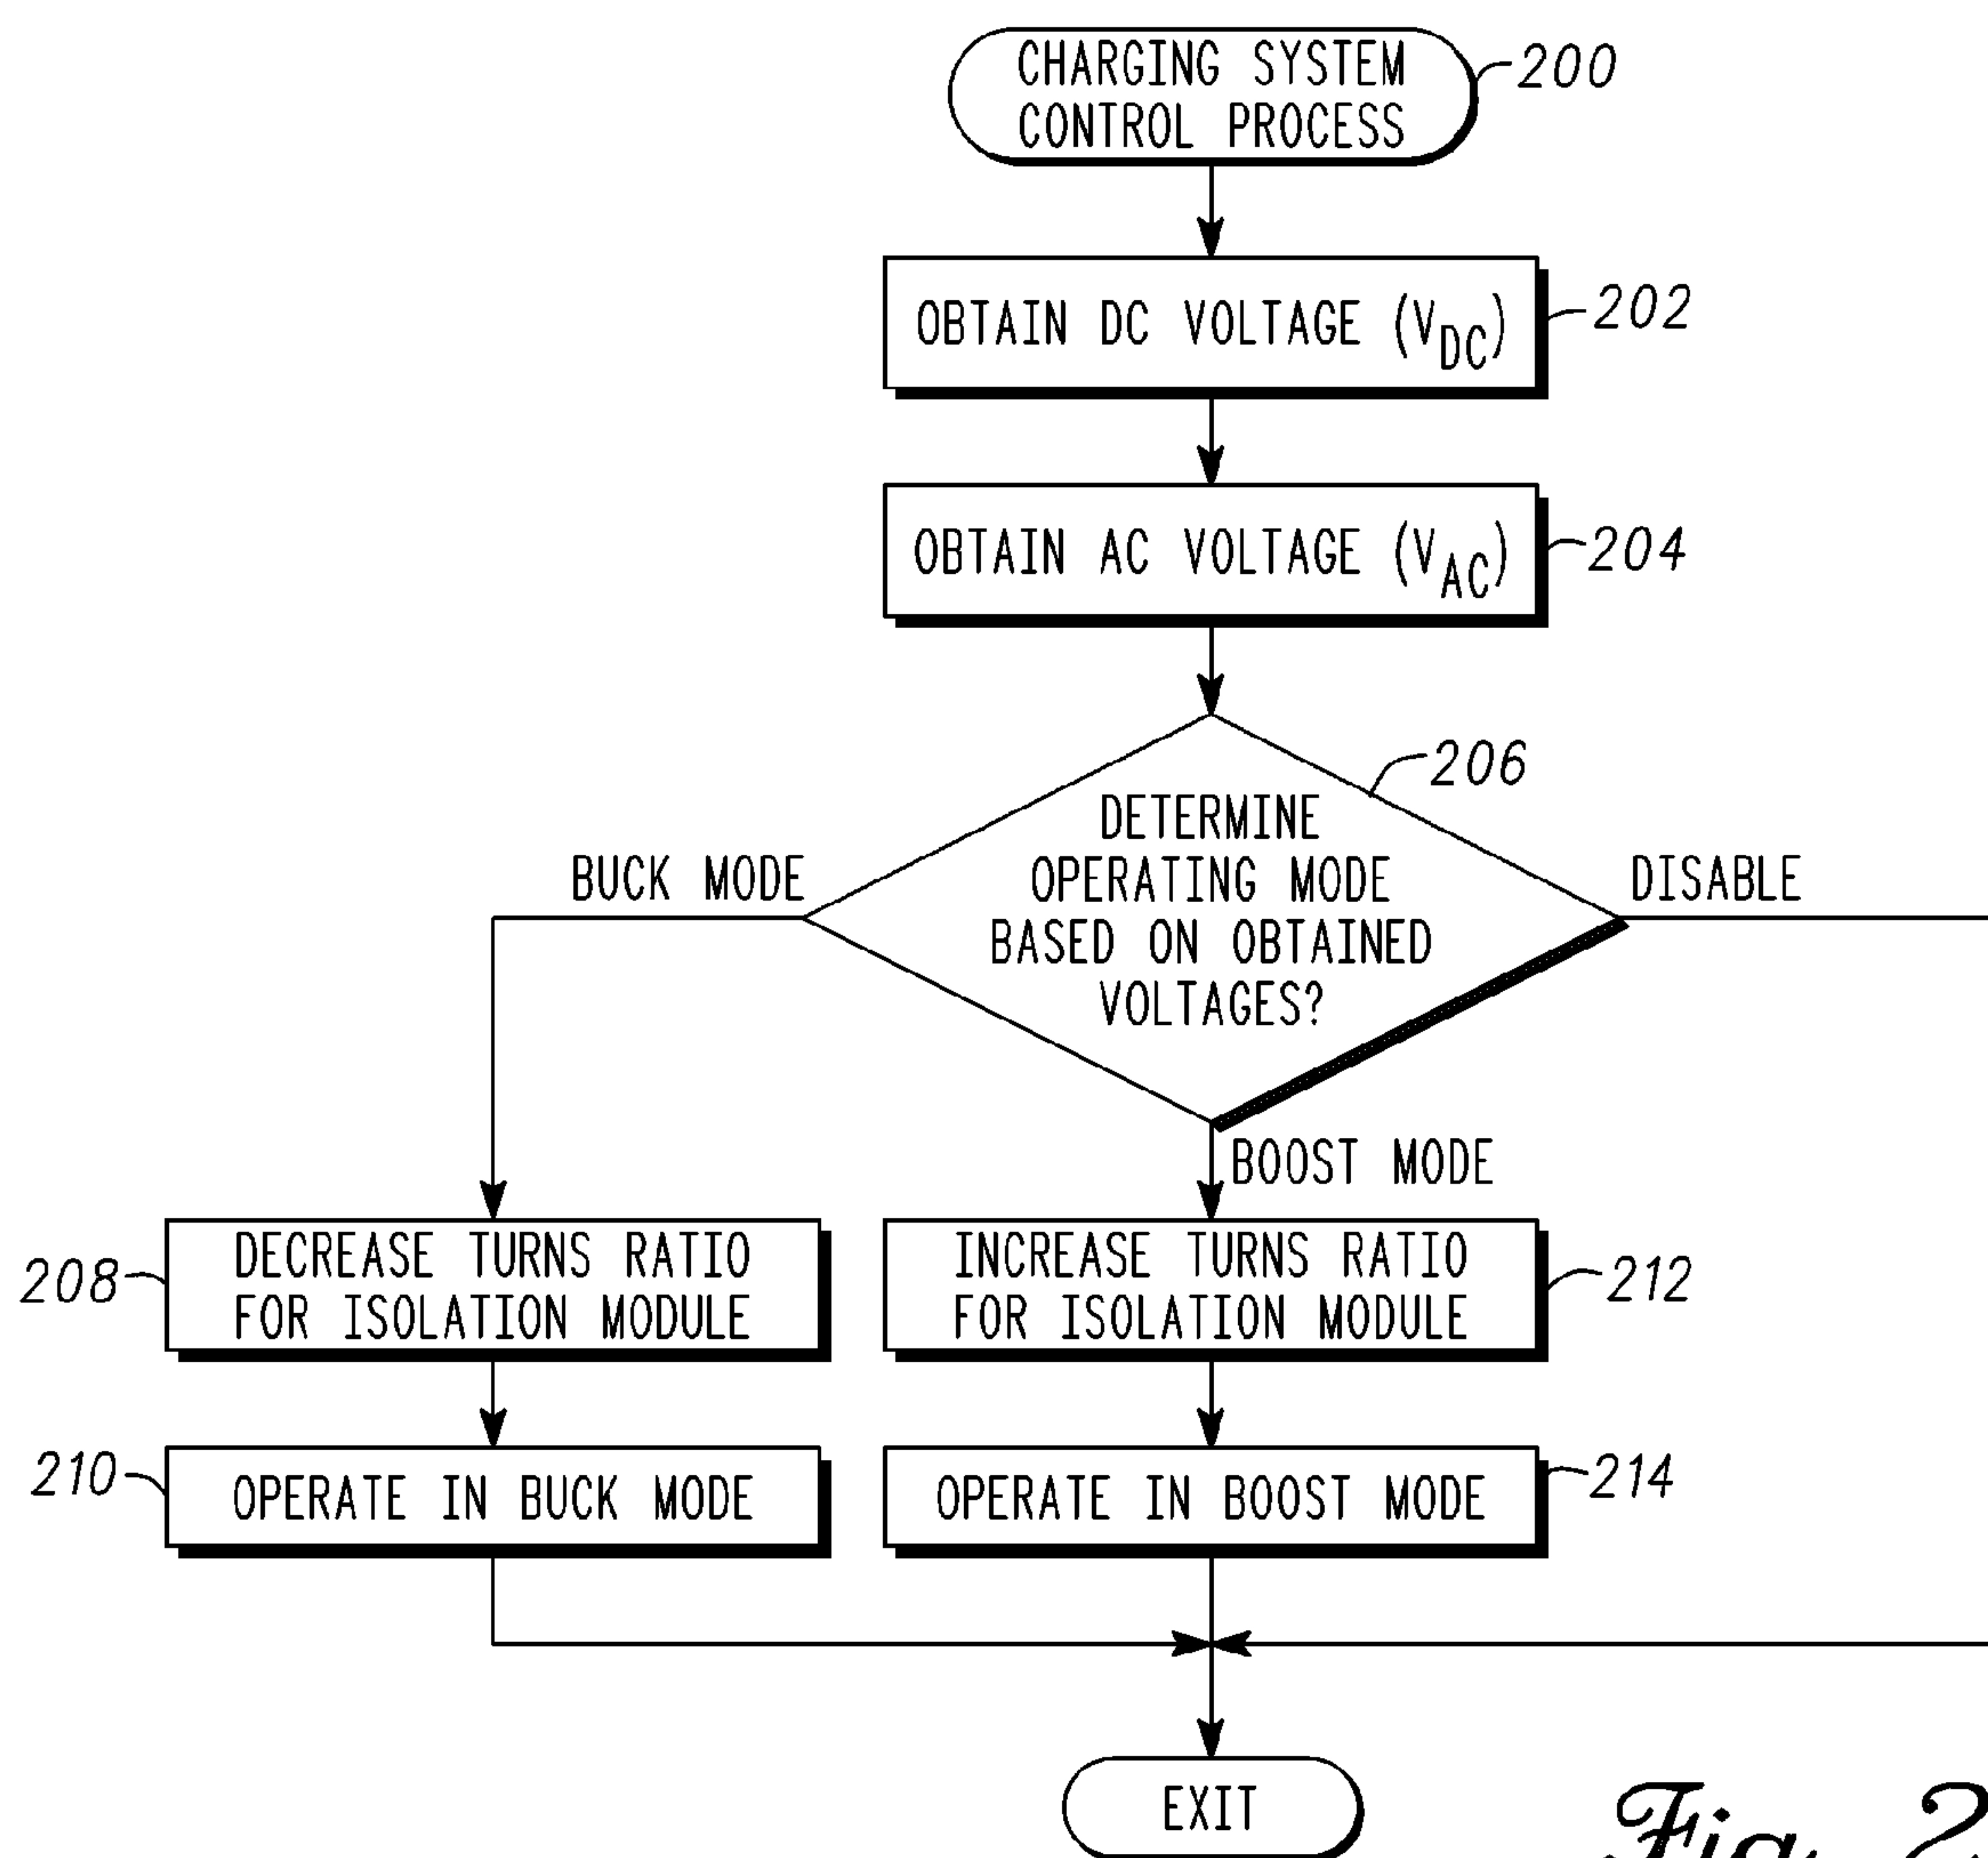 CHARGING SYSTEM
CONTROL PROCESS
200
OBTAIN DC VOLTAGE (VDC)
202
OBTAIN AC VOLTAGE (VAC)
204
206
DETERMINE
OPERATING MODE
BASED ON OBTAINED
VOLTAGES?
BUCK MODE
DISABLE
BOOST MODE
208
DECREASE TURNS RATIO
FOR ISOLATION MODULE
INCREASE TURNS RATIO
FOR ISOLATION MODULE
212
210
OPERATE IN BUCK MODE
OPERATE IN BOOST MODE
214
EXIT
Fig. 2